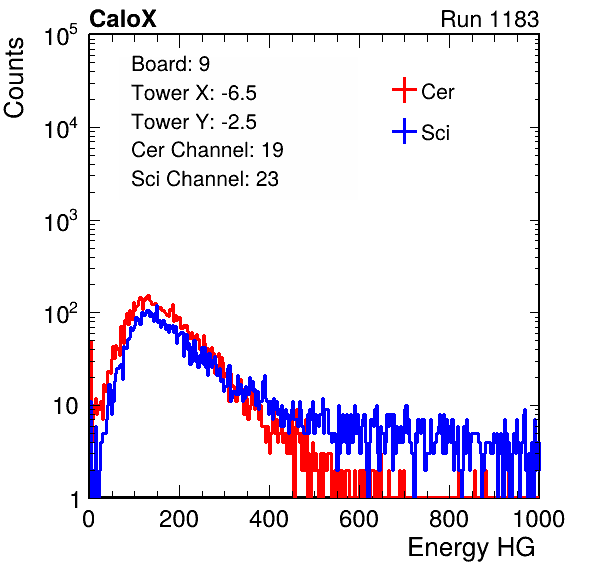 CaloX Run 1183
Counts
Board: 9
Tower X: -6.5
Tower Y: -2.5
Cer Channel: 19
Sci Channel: 23
Cer
Sci
10^5
10^4
10^3
10^2
10
1
0 200 400 600 800 1000
Energy HG